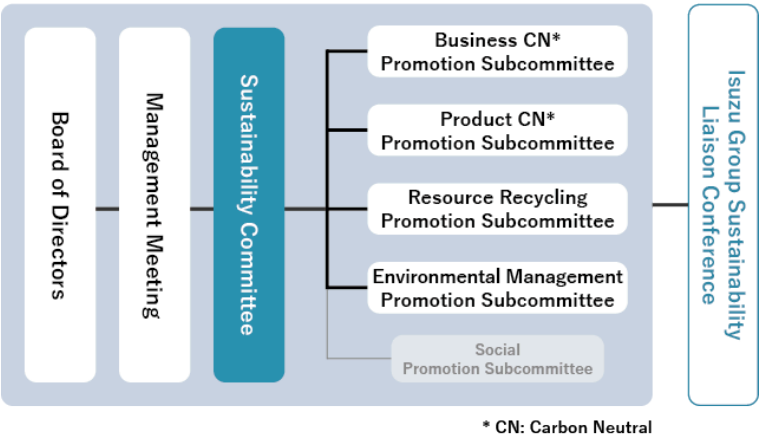 Board of Directors
Management Meeting
Sustainability Committee
Business CN*
Promotion Subcommittee
Product CN*
Promotion Subcommittee
Resource Recycling
Promotion Subcommittee
Environmental Management
Promotion Subcommittee
Social
Promotion Subcommittee
Isuzu Group Sustainability
Liaison Conference
* CN: Carbon Neutral